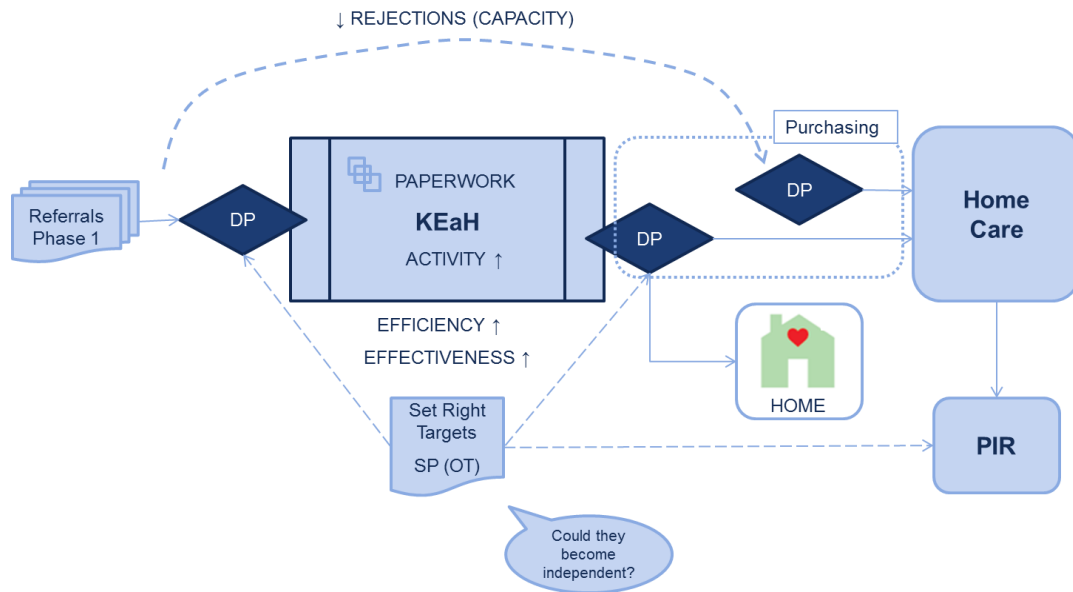 ↓ REJECTIONS (CAPACITY)
Purchasing
Referrals
Phase 1
DP
PAPERWORK
KEaH
ACTIVITY ↑
DP
DP
Home
Care
EFFICIENCY ↑
EFFECTIVENESS ↑
HOME
Set Right
Targets
SP (OT)
PIR
Could they
become
independent?